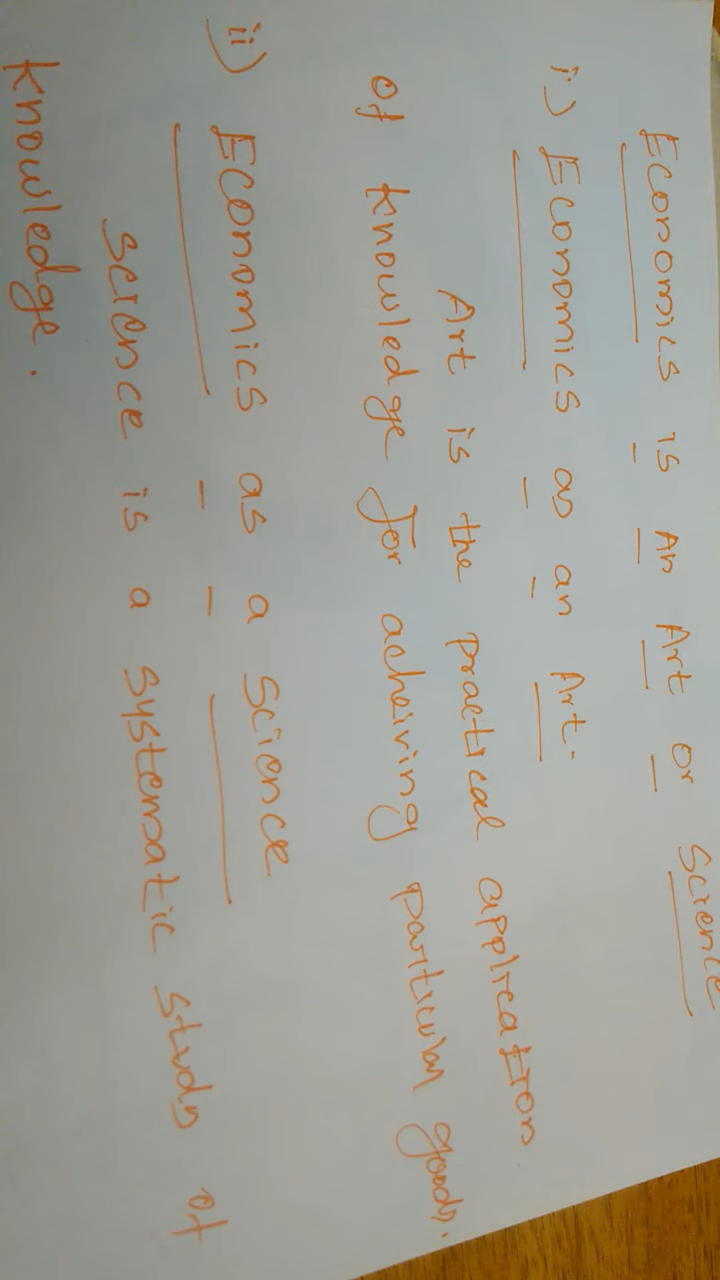 Economics is An Art or Science
i) Economics as an Art.
Art is the practical application
of knowledge for acheiving particular goods.
ii) Economics as a science
science is a systematic study of
knowledge.